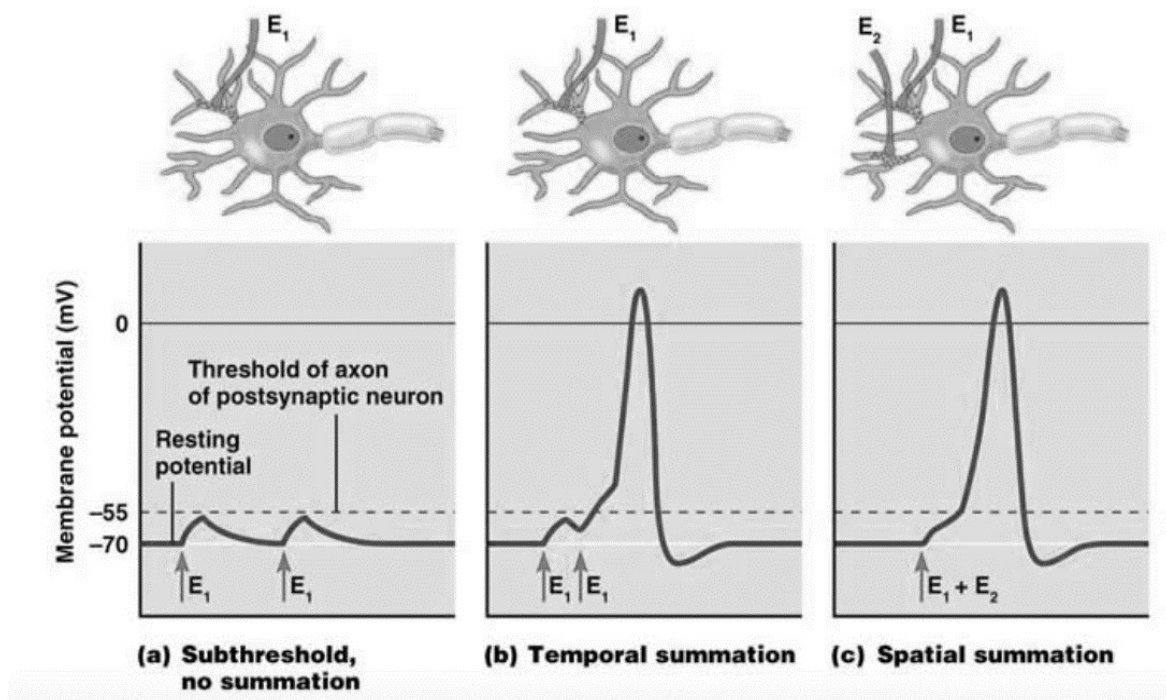 E₁
E₁
E₂
E₁
Membrane potential (mV)
0
–55
–70
Threshold of axon
of postsynaptic neuron
Resting
potential
E₁
E₁
E₁
E₁
E₁ + E₂
(a) Subthreshold,
no summation
(b) Temporal summation
(c) Spatial summation